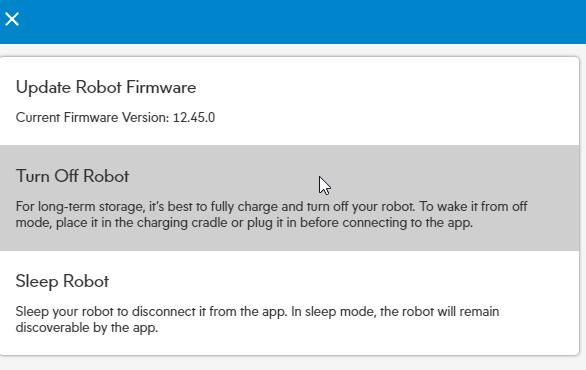 Update Robot Firmware
Current Firmware Version: 12.45.0
Turn Off Robot
For long-term storage, it's best to fully charge and turn off your robot. To wake it from off
mode, place it in the charging cradle or plug it in before connecting to the app.
Sleep Robot
Sleep your robot to disconnect it from the app. In sleep mode, the robot will remain
discoverable by the app.